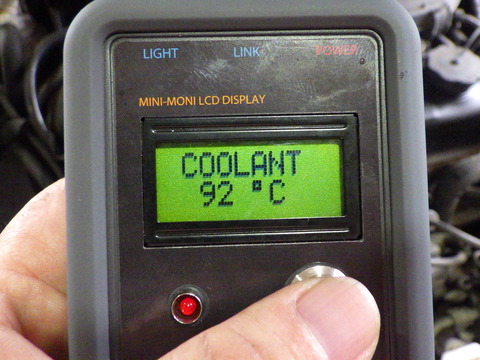 LIGHT LINK POWER
MINI-MONI LCD DISPLAY
COOLANT
92 °C